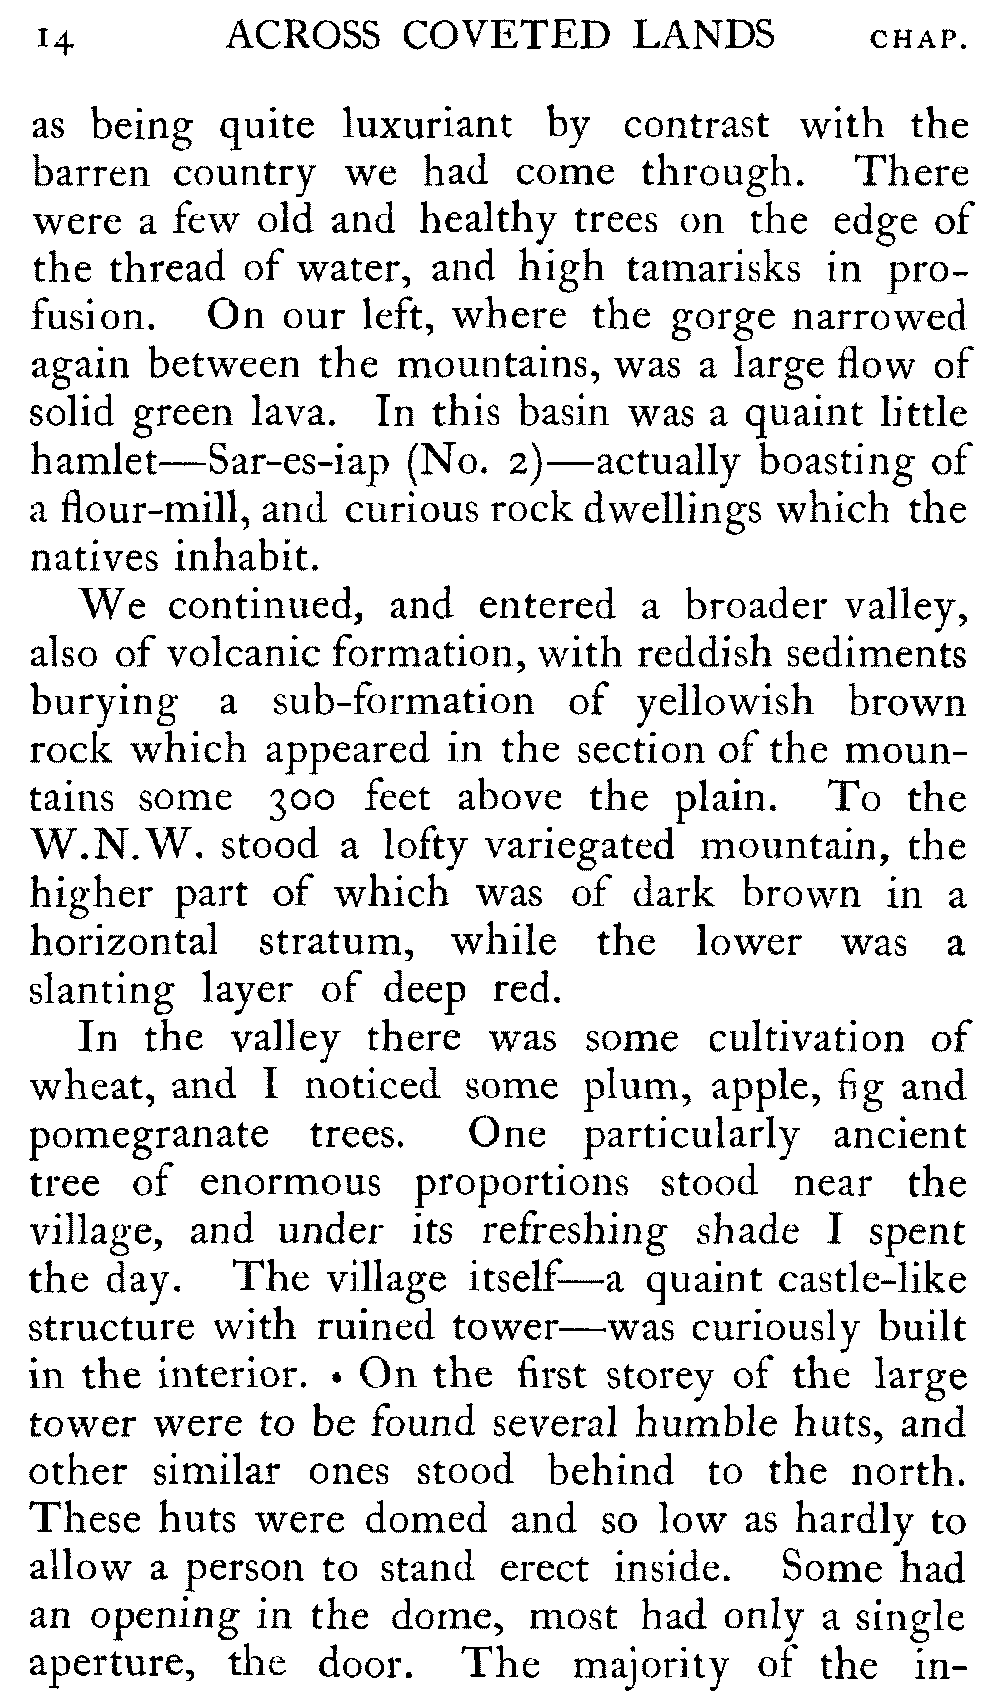 14 ACROSS COVETED LANDS CHAP.
as being quite luxuriant by contrast with the
barren country we had come through. There
were a few old and healthy trees on the edge of
the thread of water, and high tamarisks in pro-
fusion. On our left, where the gorge narrowed
again between the mountains, was a large flow of
solid green lava. In this basin was a quaint little
hamlet—Sar-es-iap (No. 2)—actually boasting of
a flour-mill, and curious rock dwellings which the
natives inhabit.
We continued, and entered a broader valley,
also of volcanic formation, with reddish sediments
burying a sub-formation of yellowish brown
rock which appeared in the section of the moun-
tains some 300 feet above the plain. To the
W.N.W. stood a lofty variegated mountain, the
higher part of which was of dark brown in a
horizontal stratum, while the lower was a
slanting layer of deep red.
In the valley there was some cultivation of
wheat, and I noticed some plum, apple, fig and
pomegranate trees. One particularly ancient
tree of enormous proportions stood near the
village, and under its refreshing shade I spent
the day. The village itself—a quaint castle-like
structure with ruined tower—was curiously built
in the interior. On the first storey of the large
tower were to be found several humble huts, and
other similar ones stood behind to the north.
These huts were domed and so low as hardly to
allow a person to stand erect inside. Some had
an opening in the dome, most had only a single
aperture, the door. The majority of the in-